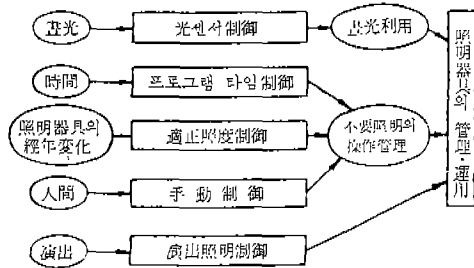 晝光
光센서制御
晝光利用
時間
프로그램 타임制御
照明器具의
經年変化
適正照度制御
不要照明의
操作管理
人間
手動制御
演出
演出照明制御
照明器具의 管理·運用